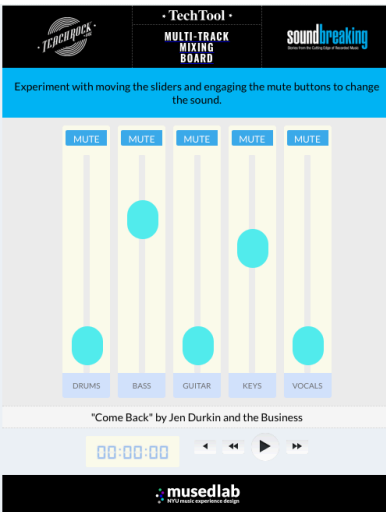 TEACHROCK
· TechTool ·
MULTI-TRACK
MIXING
BOARD
soundbreaking
Stories from the Cutting Edge of Recorded Music
Experiment with moving the sliders and engaging the mute buttons to change
the sound.
MUTE MUTE MUTE MUTE MUTE
DRUMS BASS GUITAR KEYS VOCALS
"Come Back" by Jen Durkin and the Business
00:00:00
musedlab
NYU music experience design